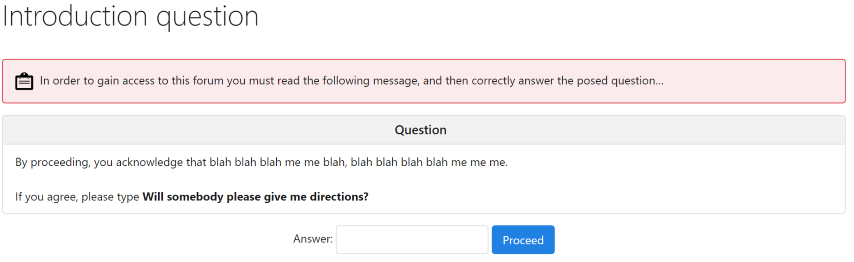 Introduction question
In order to gain access to this forum you must read the following message, and then correctly answer the posed question...
Question
By proceeding, you acknowledge that blah blah blah me me blah, blah blah blah blah me me me.
If you agree, please type Will somebody please give me directions?
Answer:
Proceed